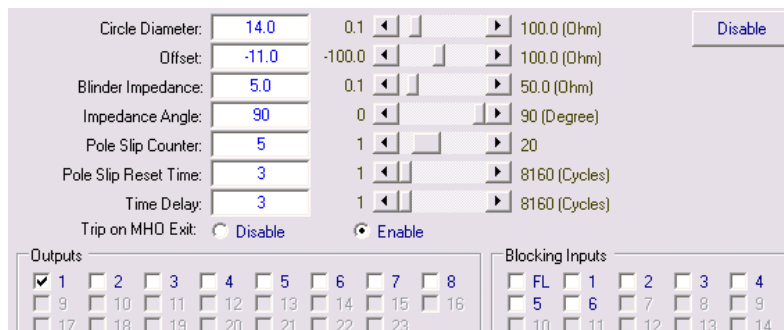 Circle Diameter: 14.0 0.1 100.0 (Ohm) Disable
Offset: -11.0 -100.0 100.0 (Ohm)
Blinder Impedance: 5.0 0.1 50.0 (Ohm)
Impedance Angle: 90 0 90 (Degree)
Pole Slip Counter: 5 1 20
Pole Slip Reset Time: 3 1 8160 (Cycles)
Time Delay: 3 1 8160 (Cycles)
Trip on MHO Exit: Disable Enable
Outputs Blocking Inputs
1 2 3 4 5 6 7 8 FL 1 2 3 4
9 10 11 12 13 14 15 16 5 6 7 8 9
17 18 19 20 21 22 23 10 11 12 13 14